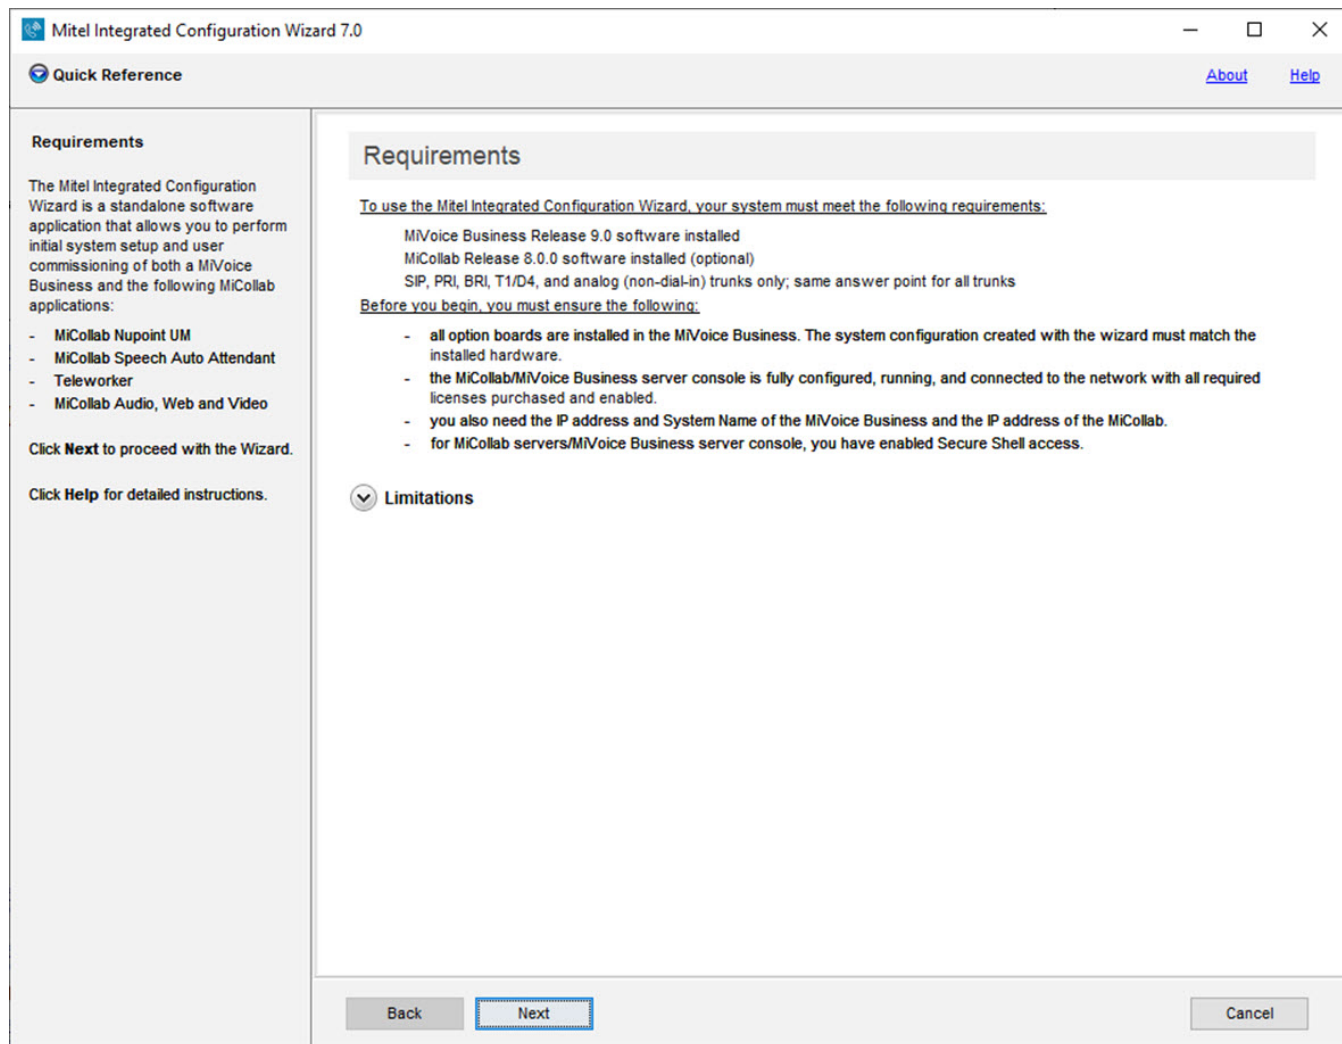 Mitel Integrated Configuration Wizard 7.0
Quick Reference
About
Help
Requirements
The Mitel Integrated Configuration
Wizard is a standalone software
application that allows you to perform
initial system setup and user
commissioning of both a MiVoice
Business and the following MiCollab
applications:
- MiCollab Nupoint UM
- MiCollab Speech Auto Attendant
- Teleworker
- MiCollab Audio, Web and Video
Click Next to proceed with the Wizard.
Click Help for detailed instructions.
Requirements
To use the Mitel Integrated Configuration Wizard, your system must meet the following requirements:
MiVoice Business Release 9.0 software installed
MiCollab Release 8.0.0 software installed (optional)
SIP, PRI, BRI, T1/D4, and analog (non-dial-in) trunks only; same answer point for all trunks
Before you begin, you must ensure the following:
- all option boards are installed in the MiVoice Business. The system configuration created with the wizard must match the
installed hardware.
- the MiCollab/MiVoice Business server console is fully configured, running, and connected to the network with all required
licenses purchased and enabled.
- you also need the IP address and System Name of the MiVoice Business and the IP address of the MiCollab.
- for MiCollab servers/MiVoice Business server console, you have enabled Secure Shell access.
Limitations
Back
Next
Cancel